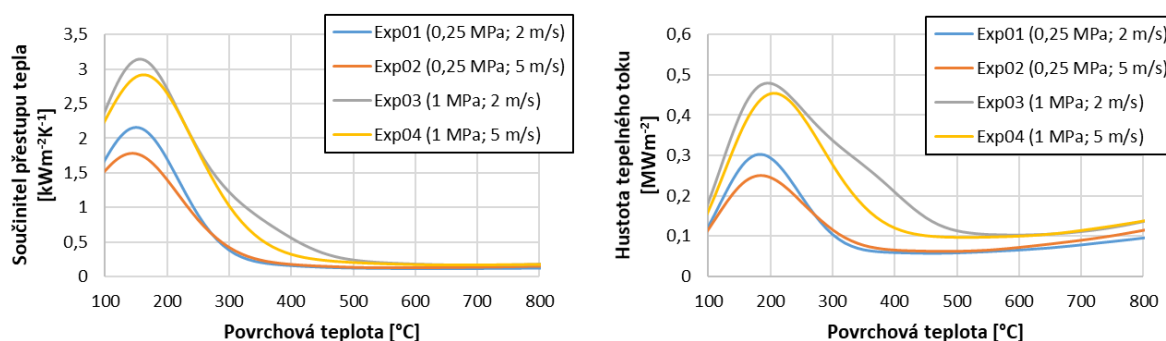 Součinitel přestupu tepla
[kWm⁻²K⁻¹]
3,5
3
2,5
2
1,5
1
0,5
0
100 200 300 400 500 600 700 800
Povrchová teplota [°C]
Exp01 (0,25 MPa; 2 m/s)
Exp02 (0,25 MPa; 5 m/s)
Exp03 (1 MPa; 2 m/s)
Exp04 (1 MPa; 5 m/s)
Hustota tepelného toku
[MWm⁻²]
0,6
0,5
0,4
0,3
0,2
0,1
0
100 200 300 400 500 600 700 800
Povrchová teplota [°C]
Exp01 (0,25 MPa; 2 m/s)
Exp02 (0,25 MPa; 5 m/s)
Exp03 (1 MPa; 2 m/s)
Exp04 (1 MPa; 5 m/s)